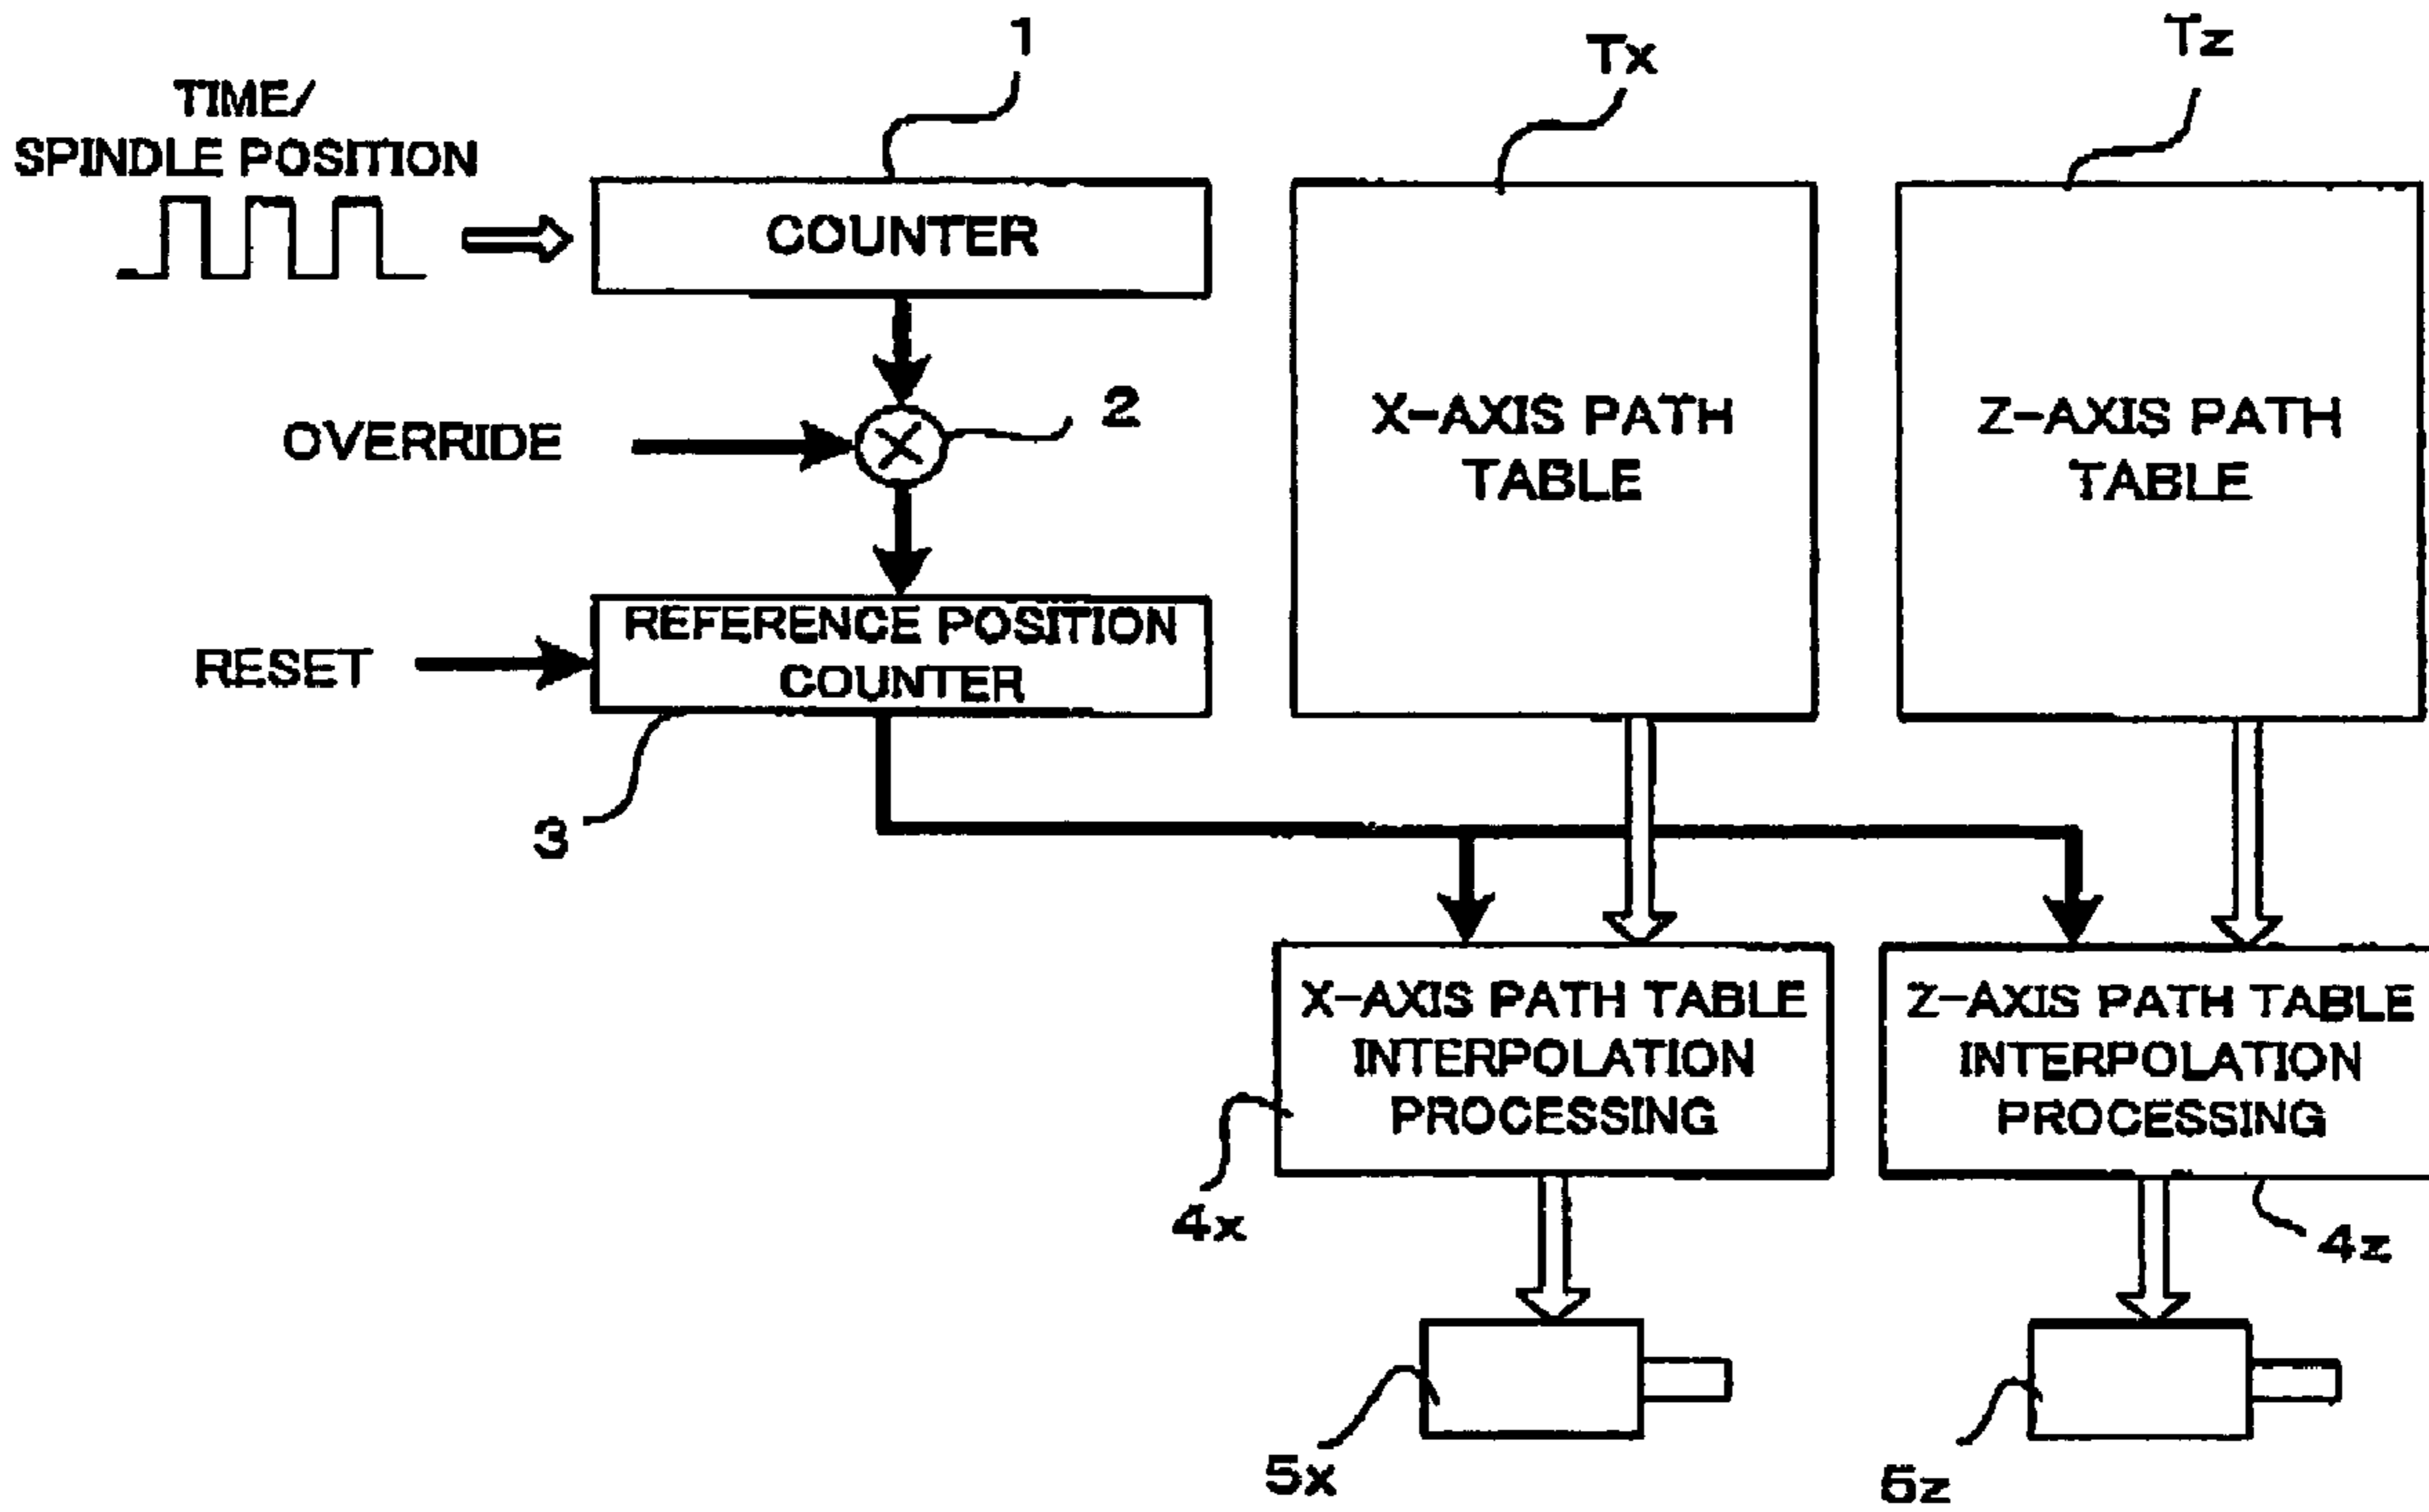 1
Tx
Tz
TIME/
SPINDLE POSITION
COUNTER
OVERRIDE
2
X-AXIS PATH
TABLE
Z-AXIS PATH
TABLE
RESET
REFERENCE POSITION
COUNTER
3
X-AXIS PATH TABLE
INTERPOLATION
PROCESSING
Z-AXIS PATH TABLE
INTERPOLATION
PROCESSING
4x
4z
5x
5z